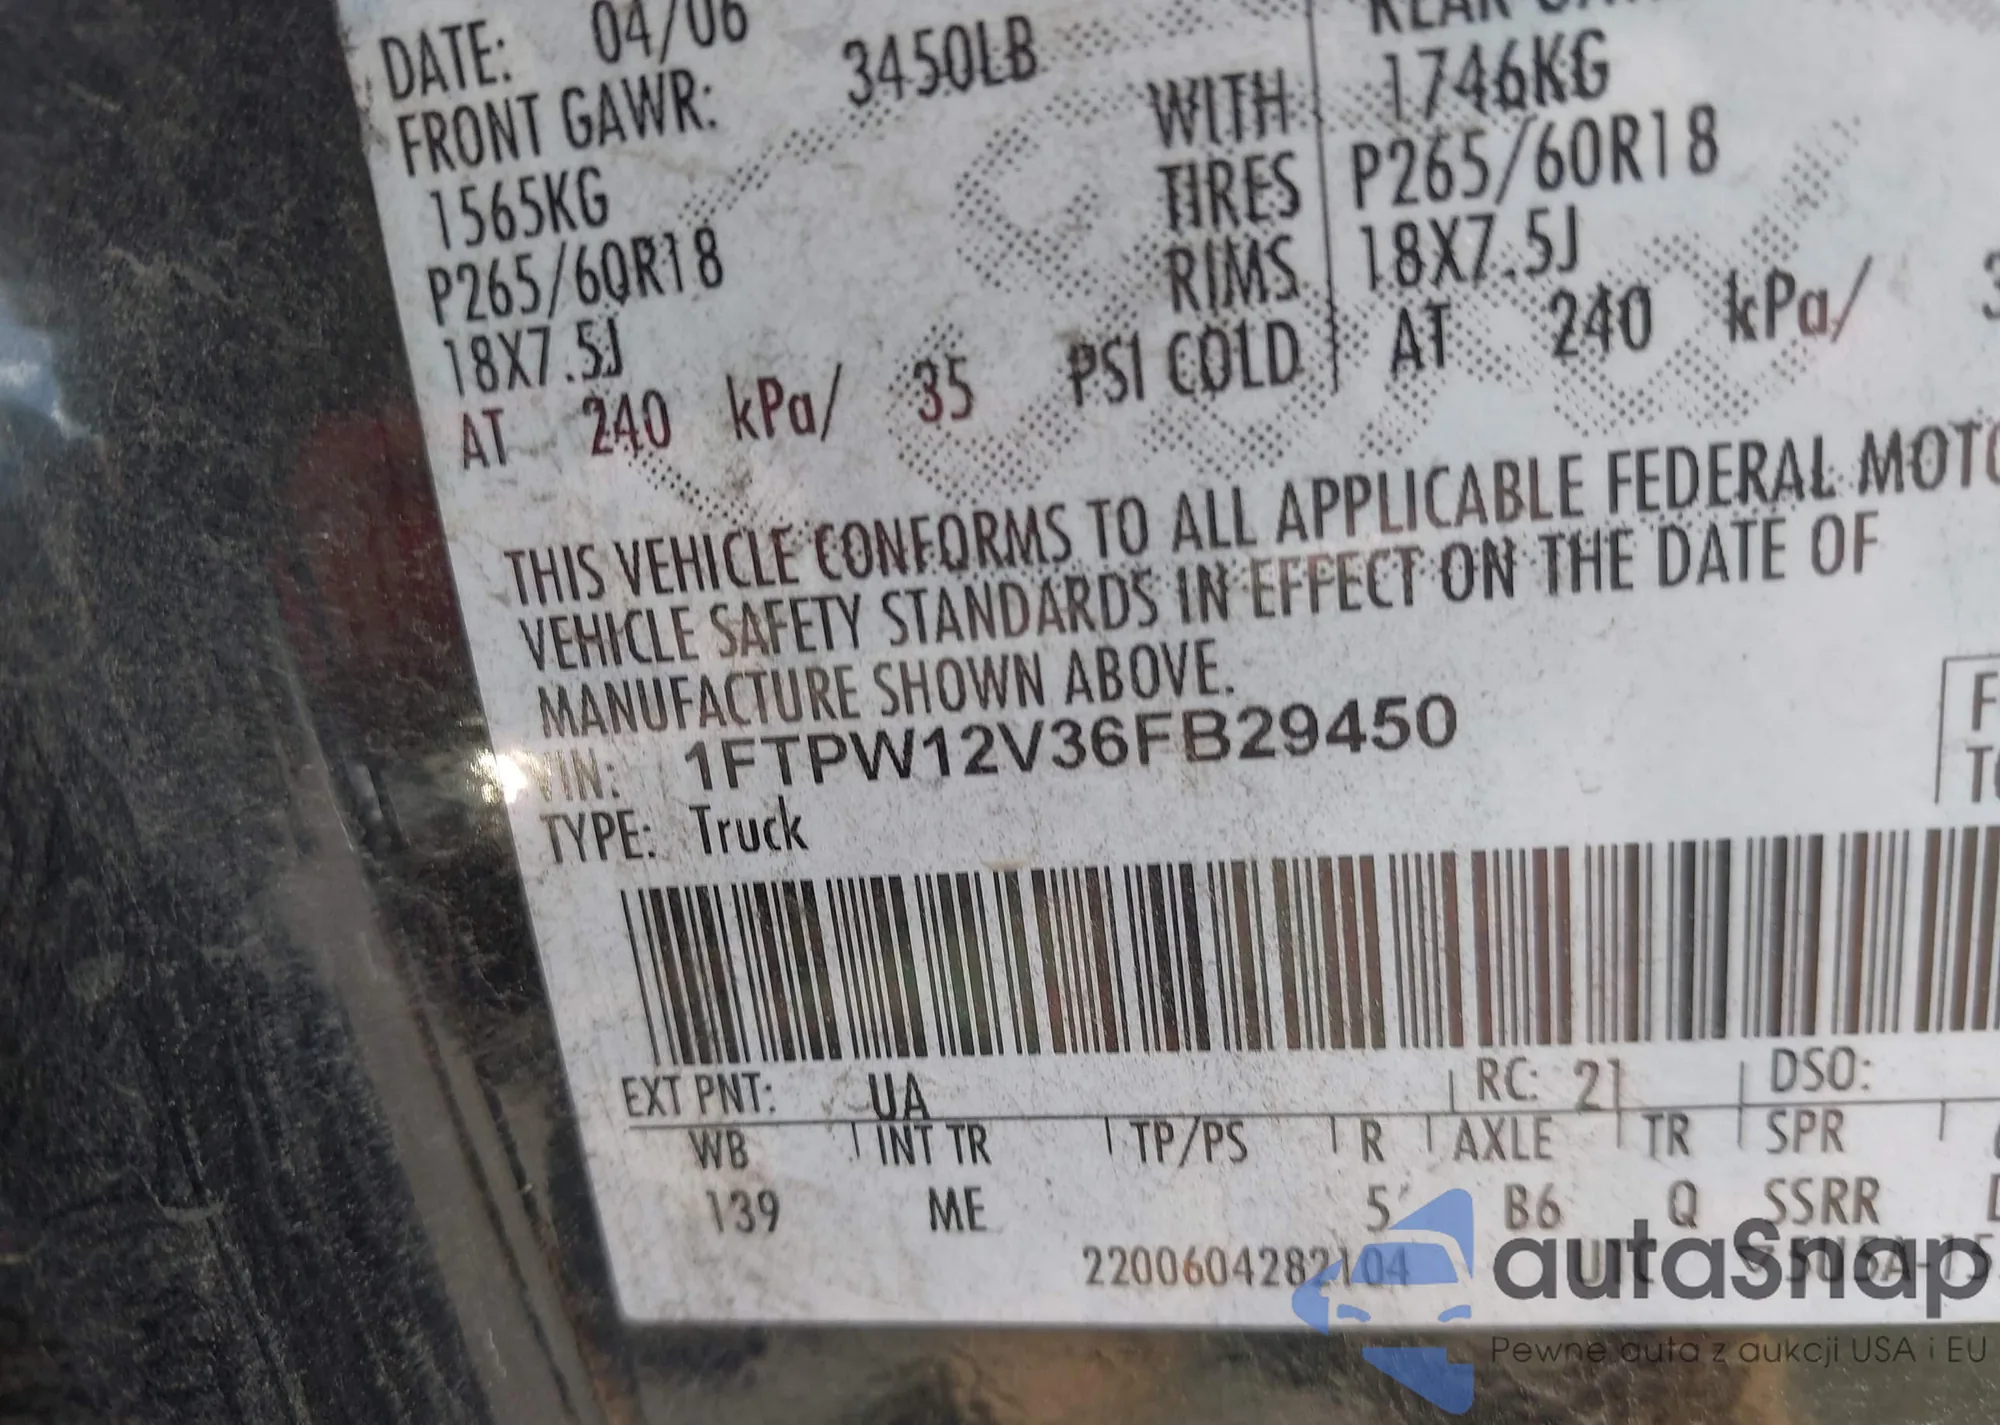 DATE: 04/06
FRONT GAWR: 3450LB
1565KG
P265/60R18
18X7.5J
AT 240 kPa/ 35 PSI COLD
WITH
TIRES
RIMS
1746KG
P265/60R18
18X7.5J
AT 240 kPa/
THIS VEHICLE CONFORMS TO ALL APPLICABLE FEDERAL
VEHICLE SAFETY STANDARDS IN EFFECT ON THE DATE OF
MANUFACTURE SHOWN ABOVE.
VIN: 1FTPW12V36FB29450
TYPE: Truck
EXT PNT: UA RC: 21 DSO:
WB INT TR TP/PS R AXLE TR SPR
139 ME 5 B6 Q SSRR
2200604282104
autaSnap
Pewne auta z aukcji USA i EU